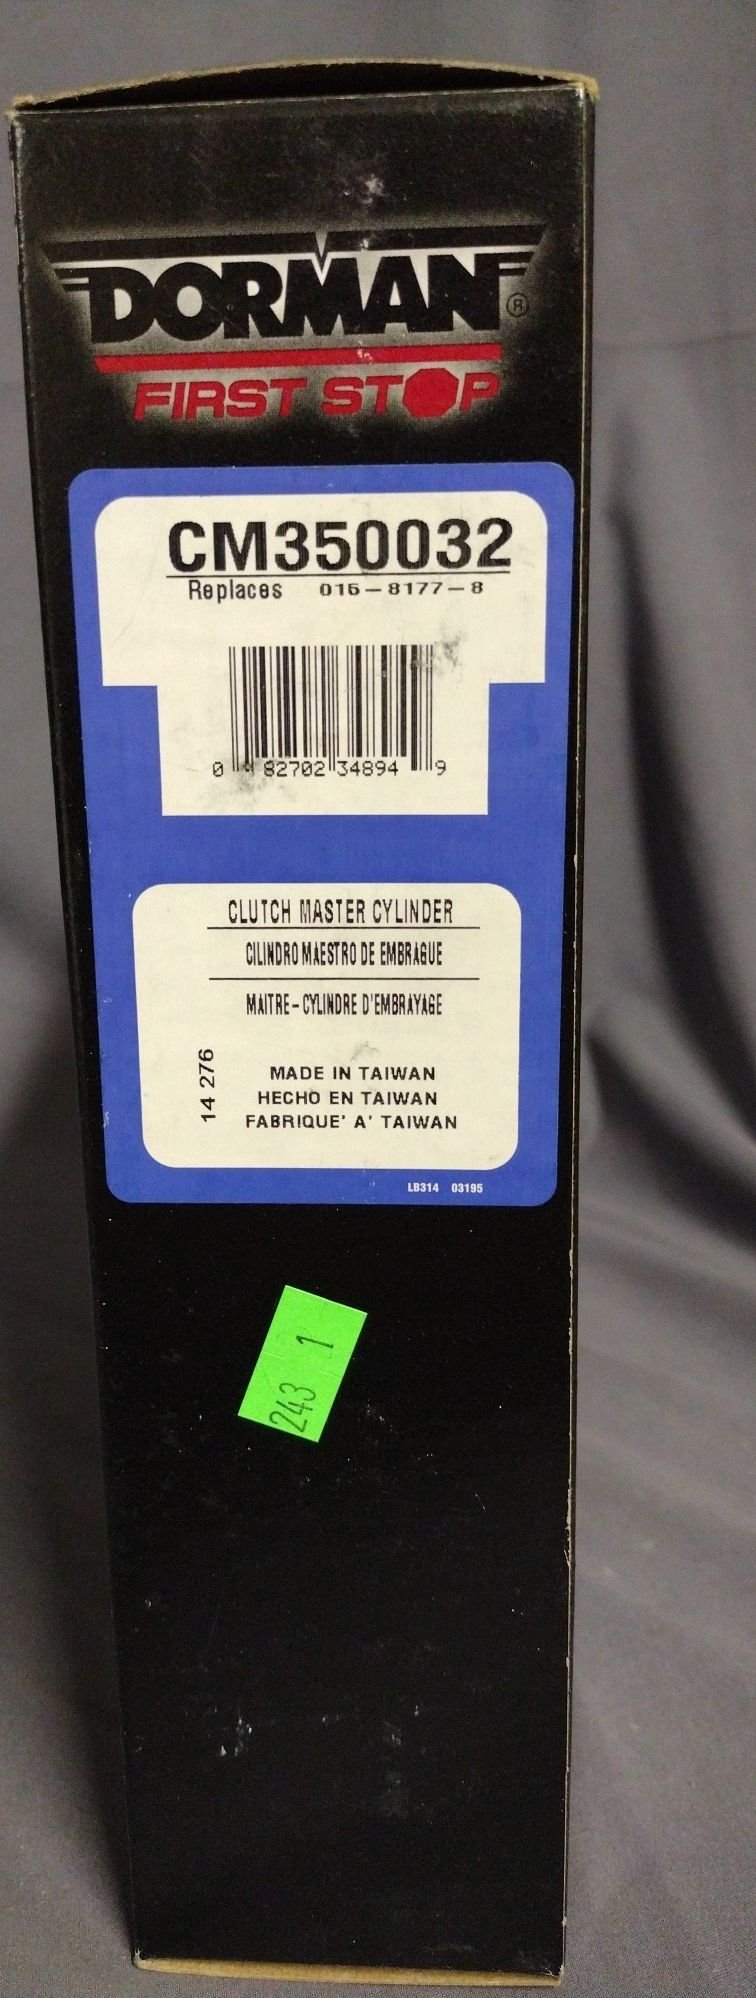 DORMAN®
FIRST STOP
CM350032
Replaces 015-8177-8
0 82702 34894 9
CLUTCH MASTER CYLINDER
CILINDRO MAESTRO DE EMBRAGUE
MAITRE-CYLINDRE D'EMBRAYAGE
14 276
MADE IN TAIWAN
HECHO EN TAIWAN
FABRIQUE' A' TAIWAN
LB314 03195
243 1